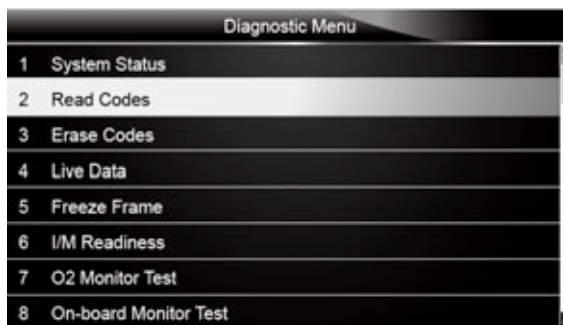 Diagnostic Menu
1 System Status
2 Read Codes
3 Erase Codes
4 Live Data
5 Freeze Frame
6 I/M Readiness
7 O2 Monitor Test
8 On-board Monitor Test